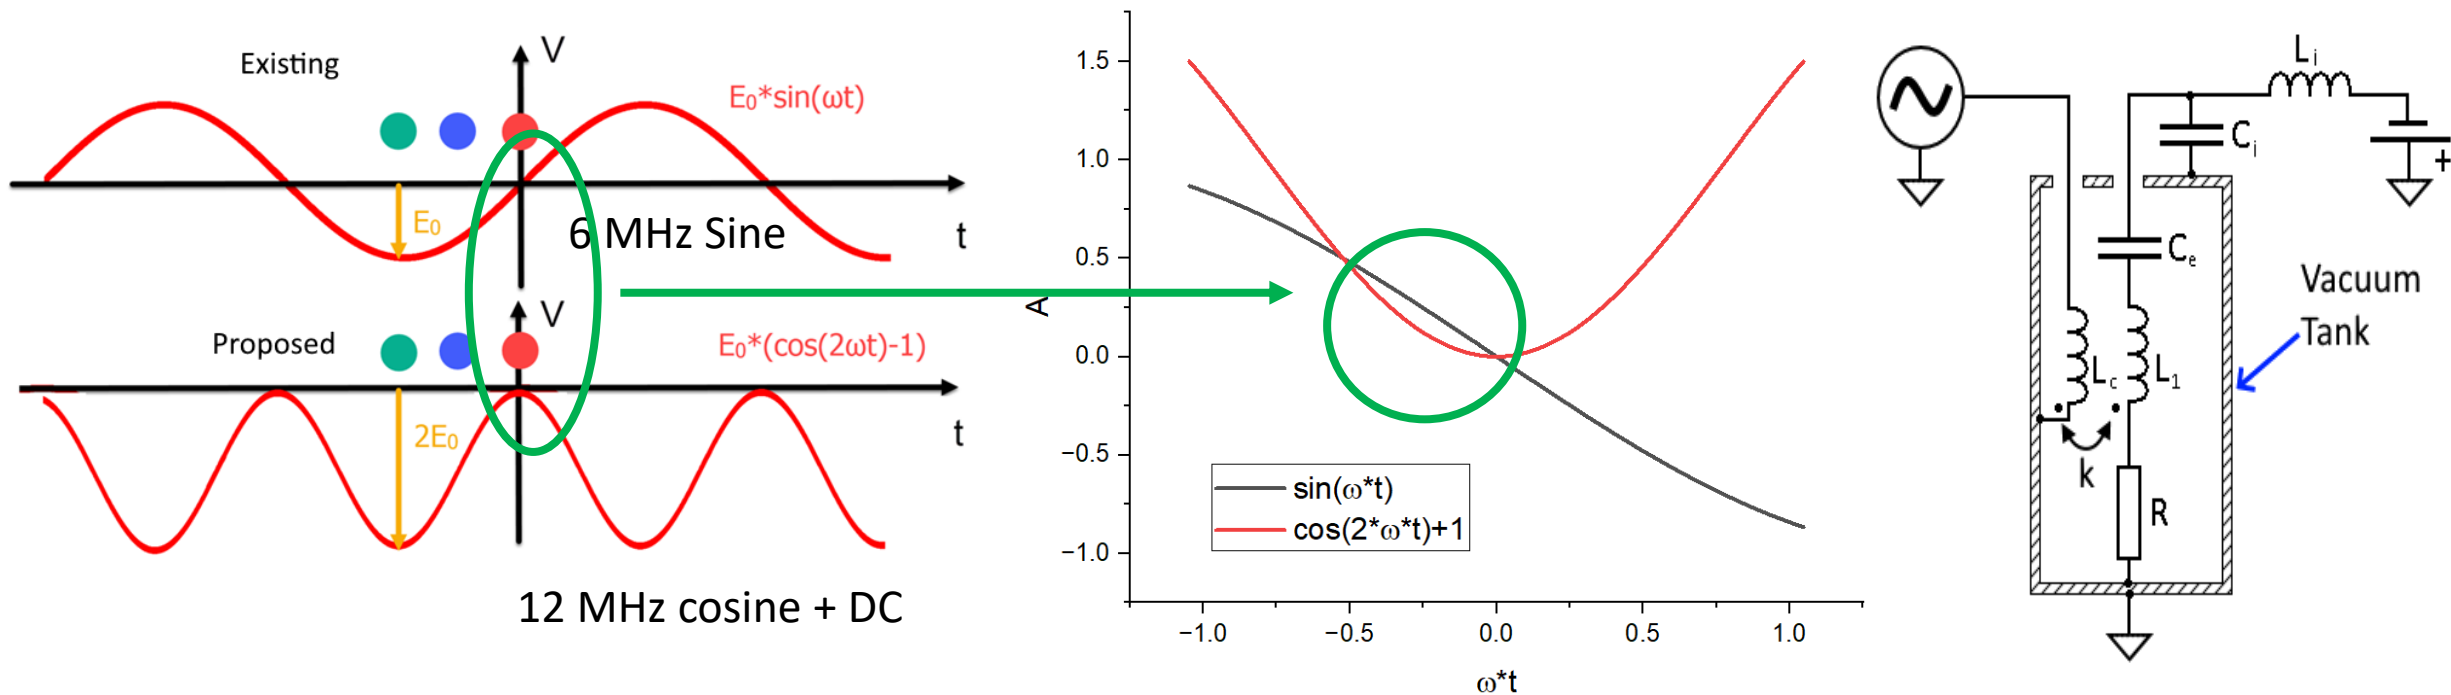 Existing
V
E₀*sin(ωt)
E₀
6 MHz Sine
t
V
Proposed
E₀*(cos(2ωt)-1)
2E₀
t
12 MHz cosine + DC
1.5
1.0
0.5
0.0
−0.5
−1.0
A
sin(ω*t)
cos(2*ω*t)+1
−1.0
−0.5
0.0
0.5
1.0
ω*t
Lᵢ
Cᵢ
+
Cₑ
Vacuum
Tank
L꜀
L₁
k
R